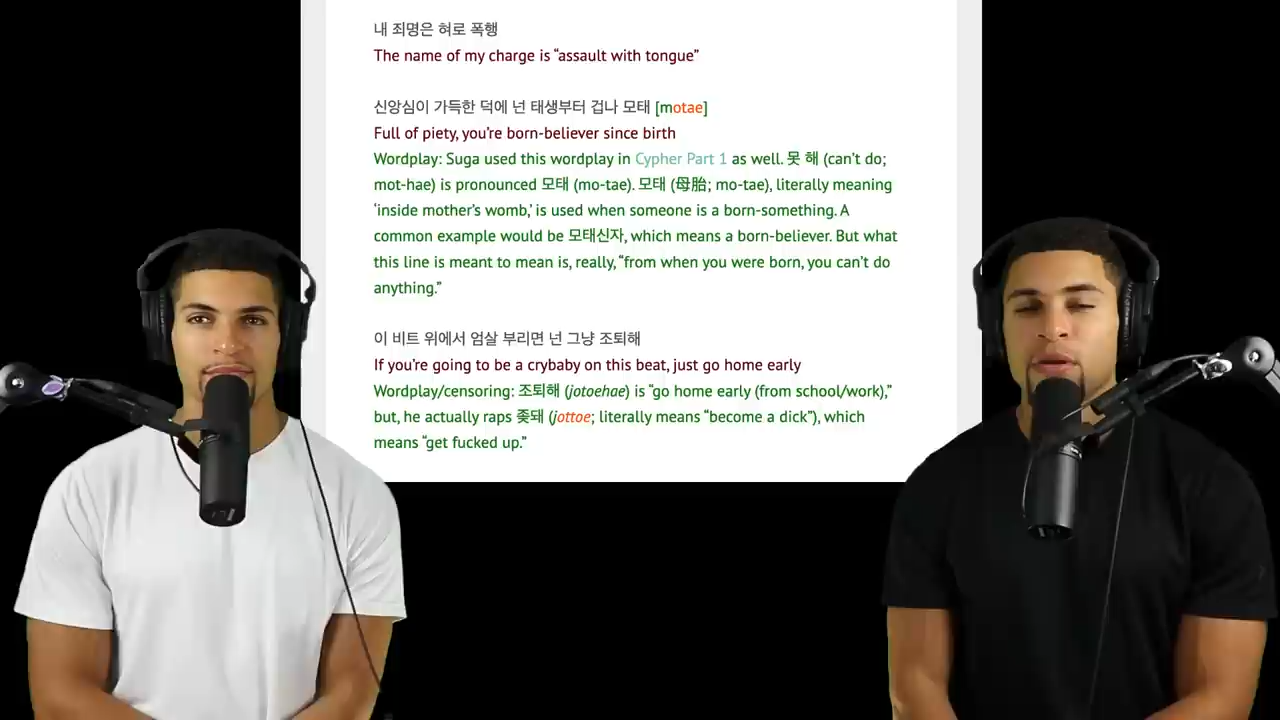 내 죄명은 혀로 폭행
The name of my charge is “assault with tongue”
신앙심이 가득한 덕에 넌 태생부터 겁나 모태 [motae]
Full of piety, you’re born-believer since birth
Wordplay: Suga used this wordplay in Cypher Part 1 as well. 못 해 (can’t do;
mot-hae) is pronounced 모태 (mo-tae). 모태 (母胎; mo-tae), literally meaning
‘inside mother’s womb,’ is used when someone is a born-something. A
common example would be 모태신자, which means a born-believer. But what
this line is meant to mean is, really, “from when you were born, you can’t do
anything.”
이 비트 위에서 엄살 부리면 넌 그냥 조퇴해
If you’re going to be a crybaby on this beat, just go home early
Wordplay/censoring: 조퇴해 (jotoehae) is “go home early (from school/work),”
but, he actually raps 좆돼 (jottoe; literally means “become a dick”), which
means “get fucked up.”